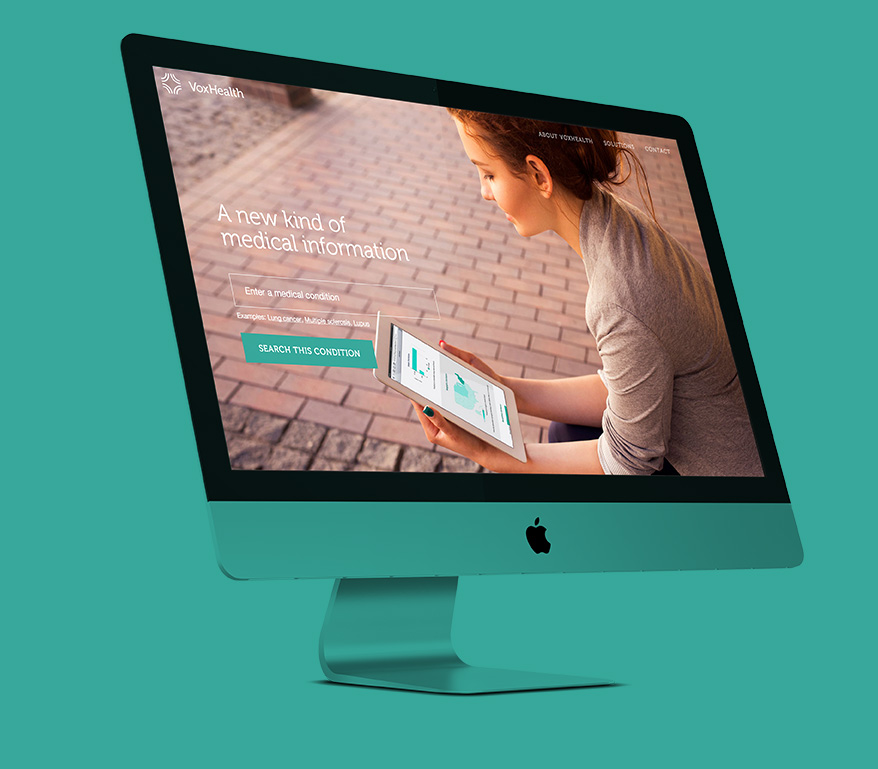 VoxHealth
ABOUT VOXHEALTH SOLUTIONS CONTACT
A new kind of
medical information
Enter a medical condition
Examples: Lung cancer, Multiple sclerosis, Lupus
SEARCH THIS CONDITION